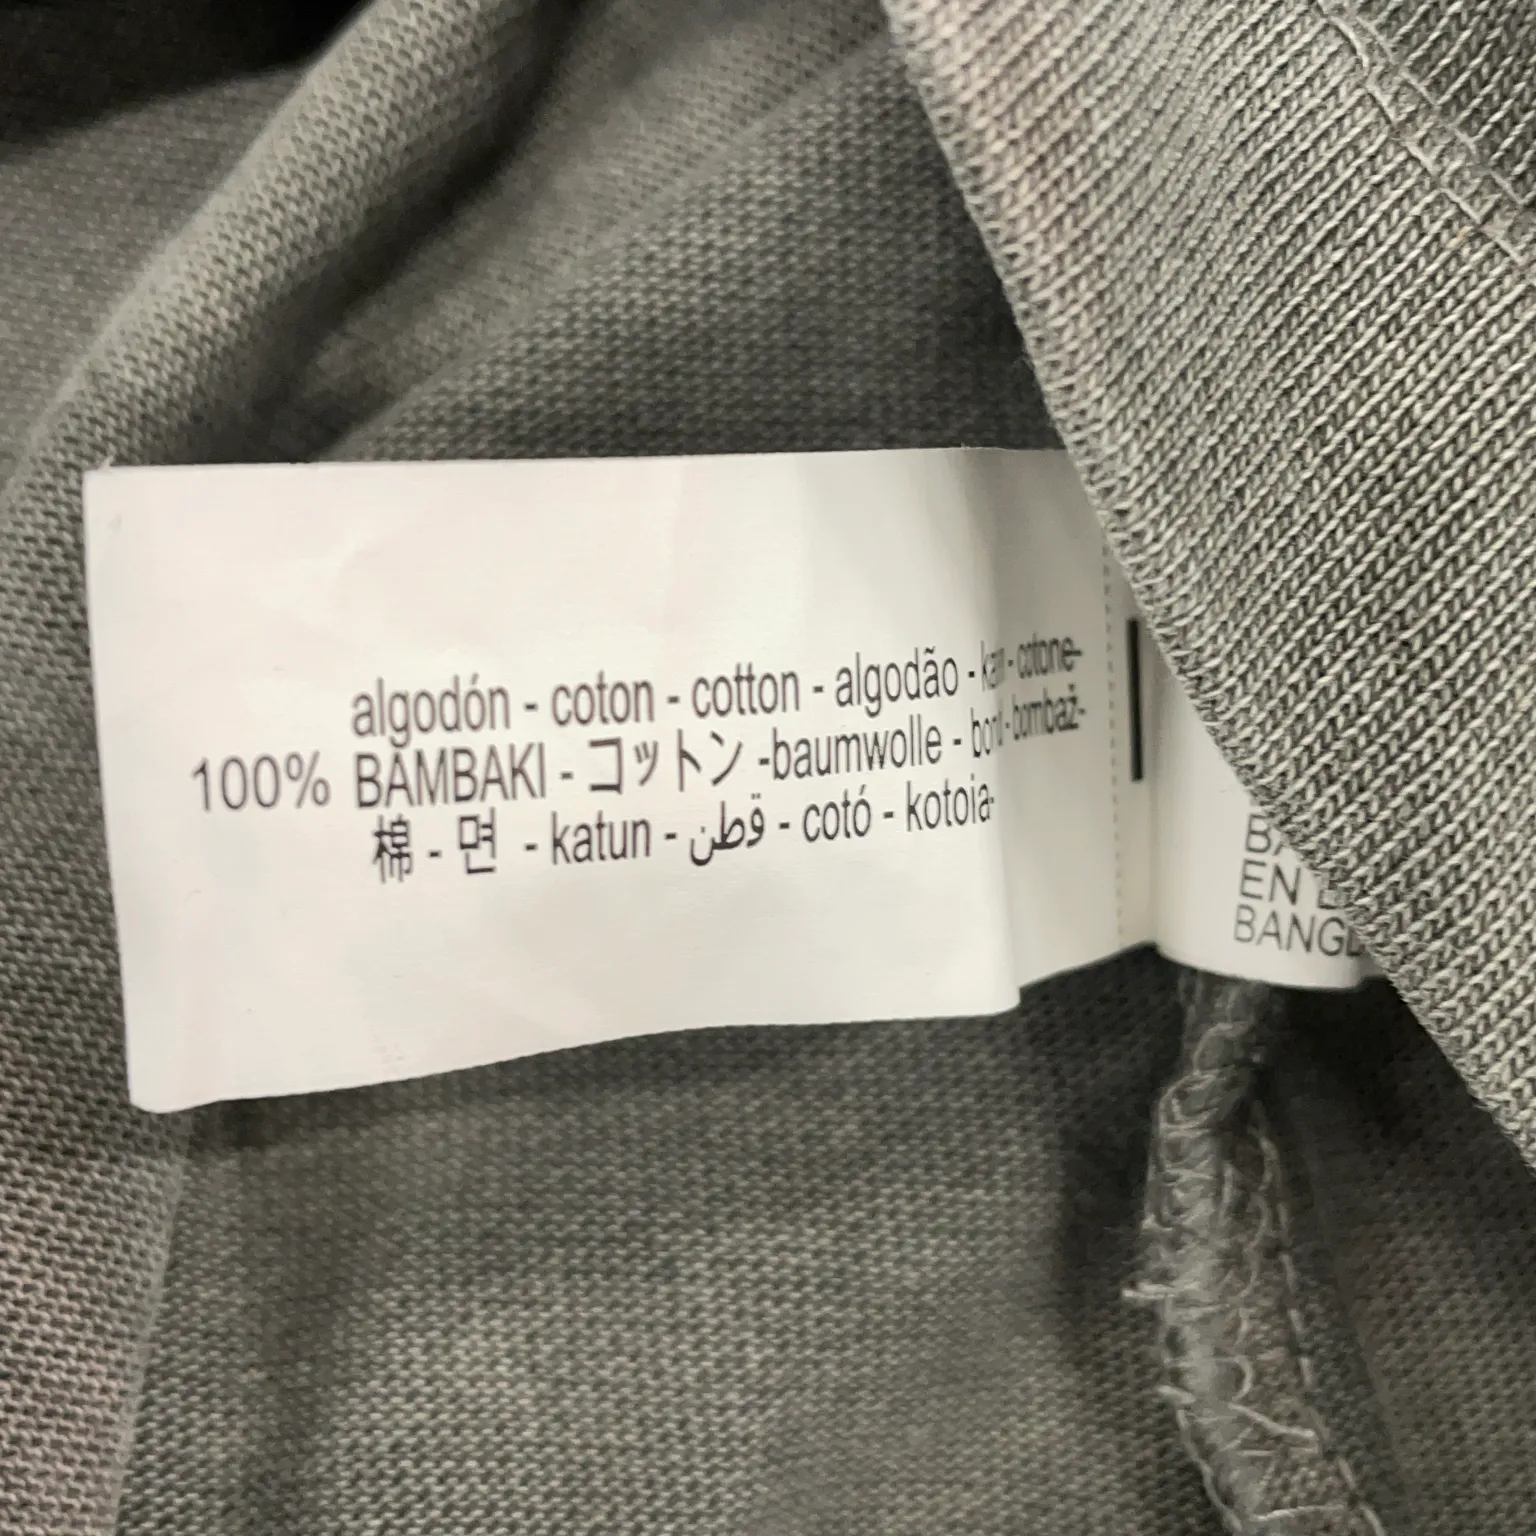 algodón - coton - cotton - algodão - - cotone-
100% BAMBAKI - コットン -baumwolle - - bombaž-
棉 - 면 - katun - قطن - cotó - kotoia-
EN